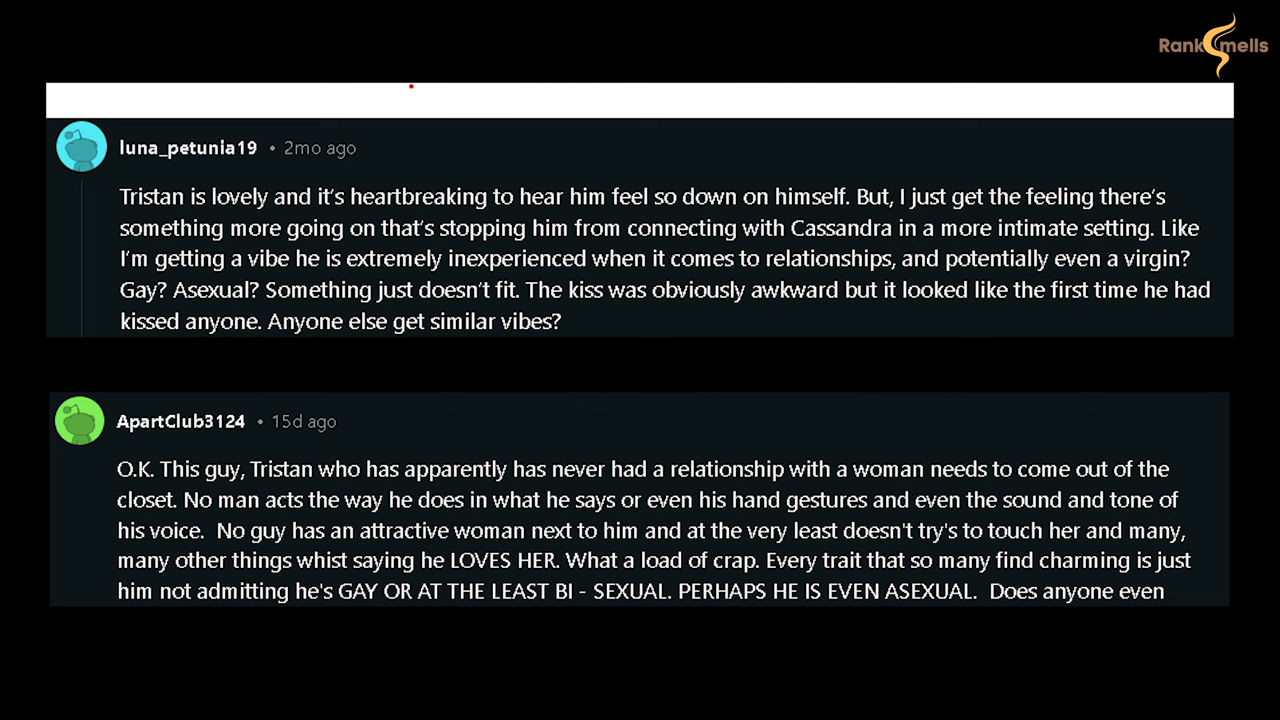 Rank Smells
luna_petunia19 • 2mo ago
Tristan is lovely and it's heartbreaking to hear him feel so down on himself. But, I just get the feeling there's
something more going on that's stopping him from connecting with Cassandra in a more intimate setting. Like
I'm getting a vibe he is extremely inexperienced when it comes to relationships, and potentially even a virgin?
Gay? Asexual? Something just doesn't fit. The kiss was obviously awkward but it looked like the first time he had
kissed anyone. Anyone else get similar vibes?
ApartClub3124 • 15d ago
O.K. This guy, Tristan who has apparently has never had a relationship with a woman needs to come out of the
closet. No man acts the way he does in what he says or even his hand gestures and even the sound and tone of
his voice.  No guy has an attractive woman next to him and at the very least doesn't try's to touch her and many,
many other things whist saying he LOVES HER. What a load of crap. Every trait that so many find charming is just
him not admitting he's GAY OR AT THE LEAST BI - SEXUAL. PERHAPS HE IS EVEN ASEXUAL.  Does anyone even